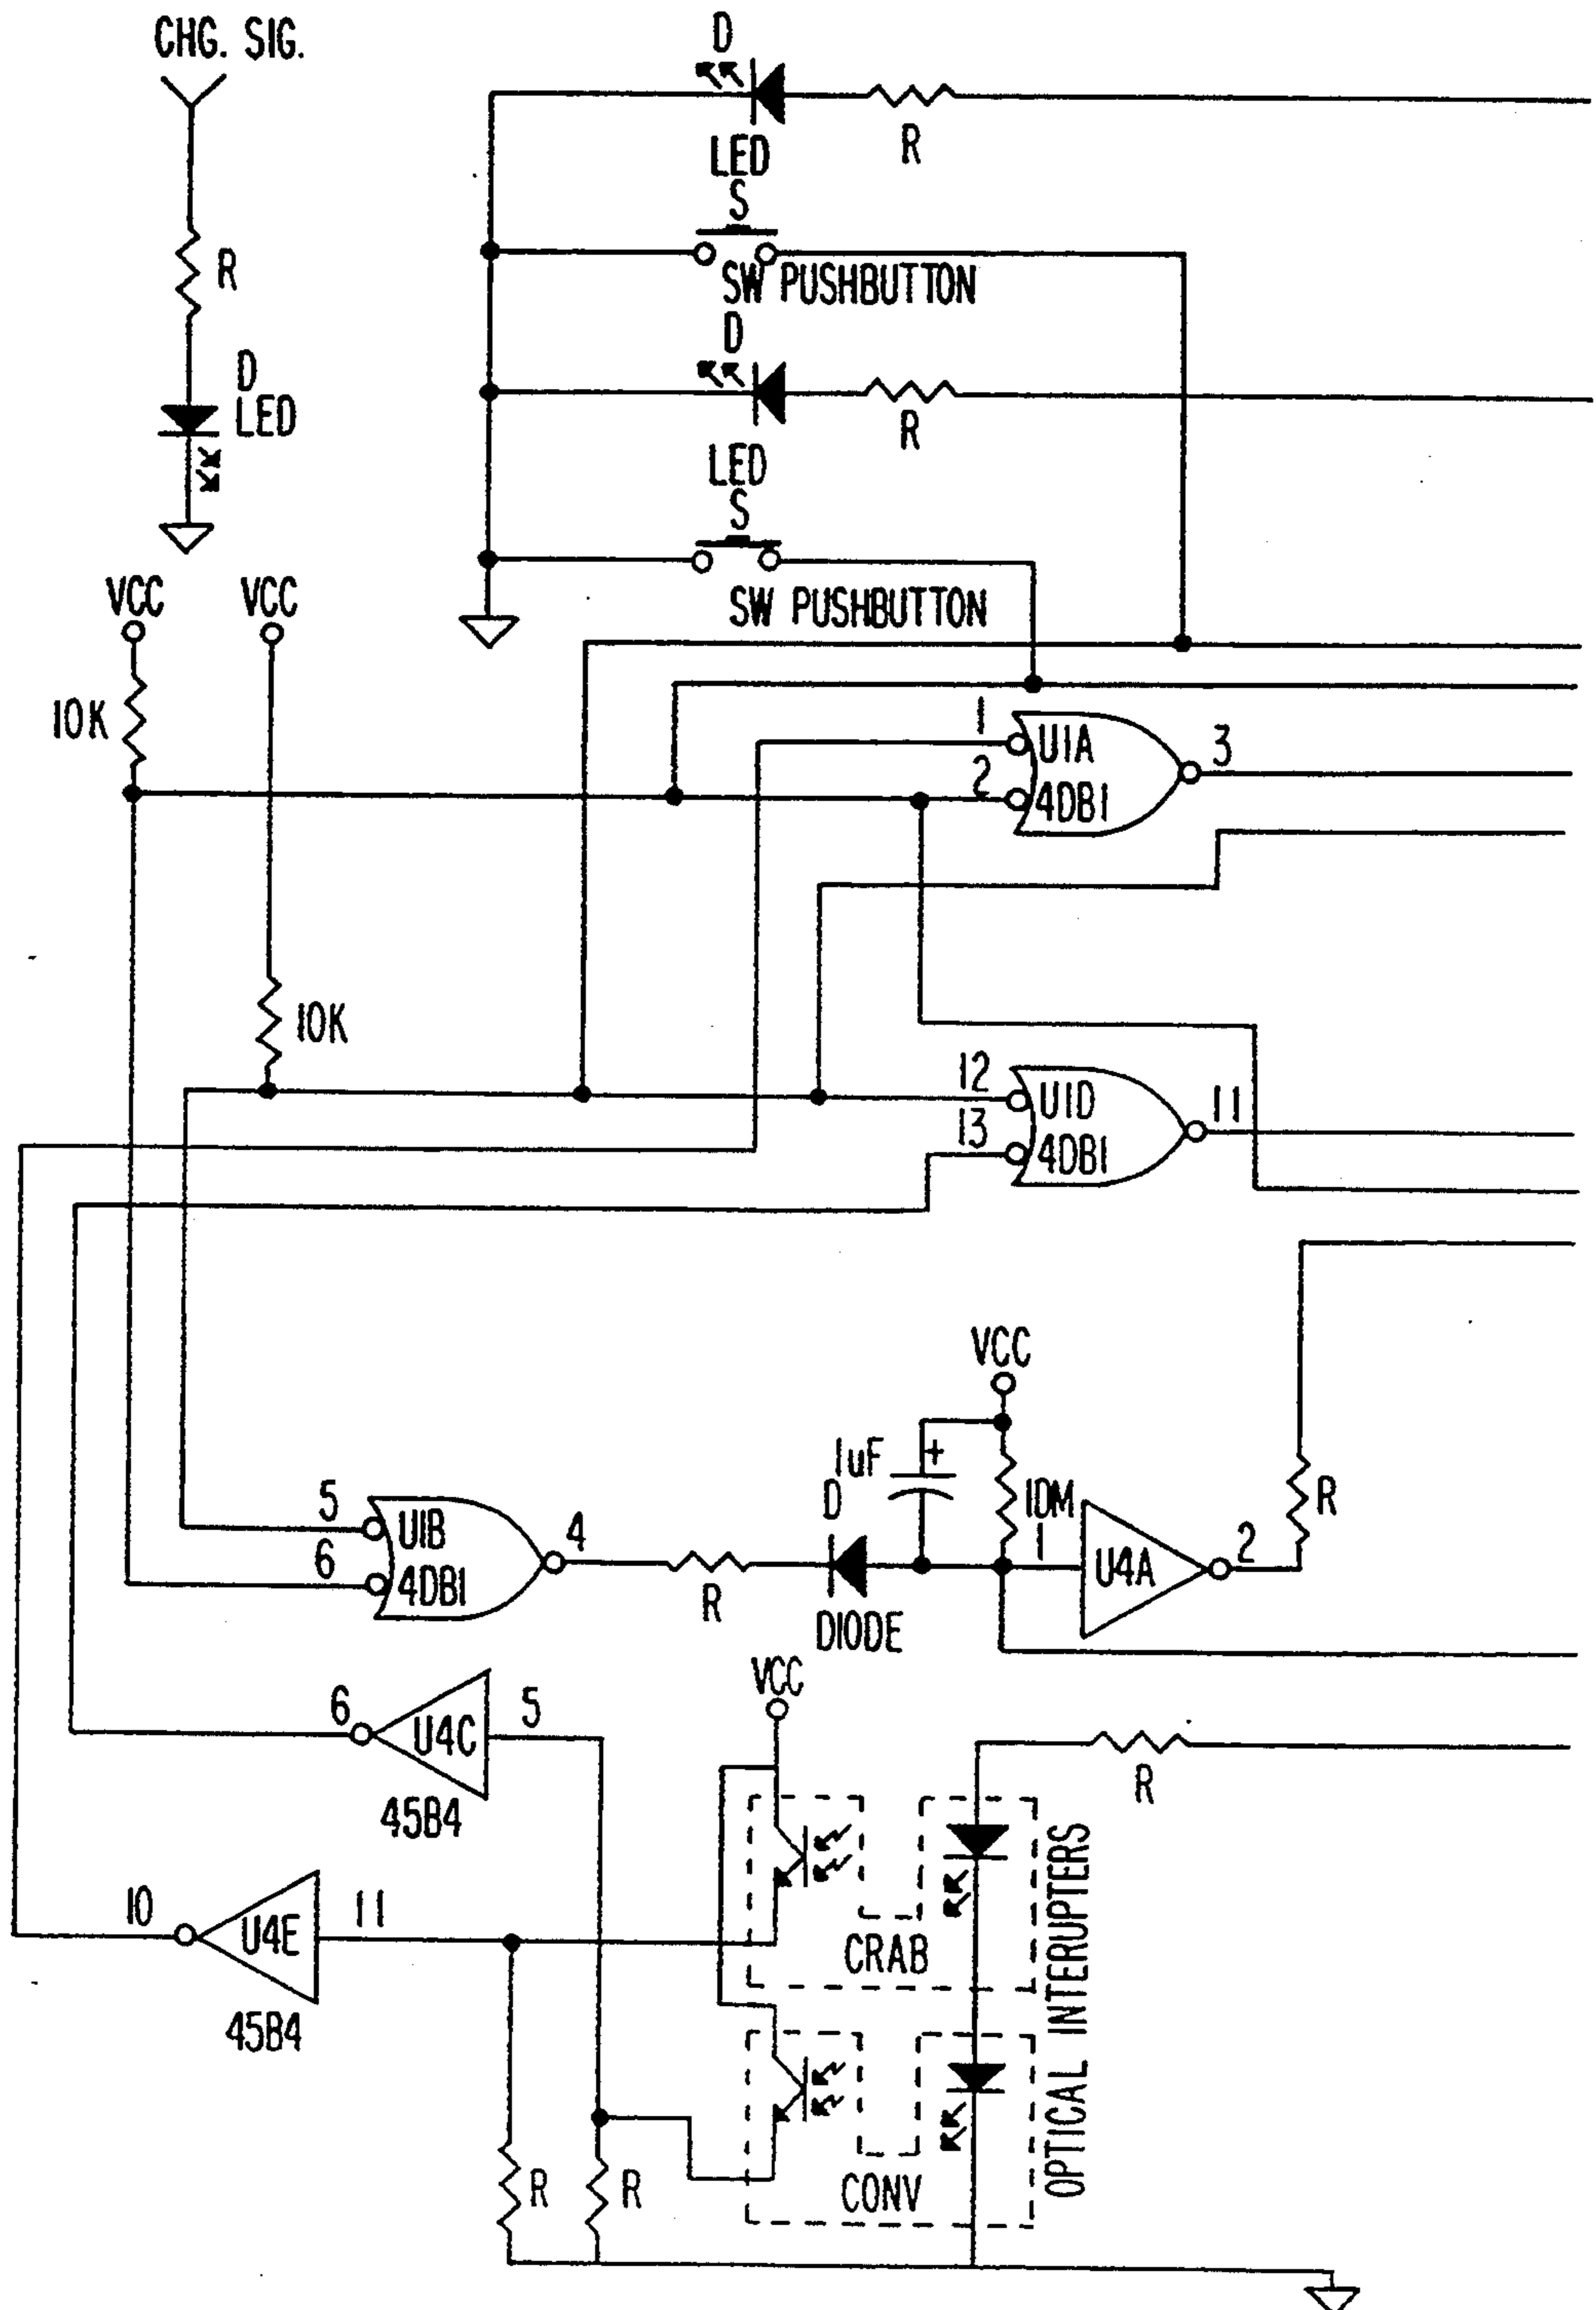 CHG. SIG.
R
D
LED
D
LED
R
S
SW PUSHBUTTON
D
LED
R
S
SW PUSHBUTTON
VCC
VCC
10K
10K
1
2
U1A
4DB1
3
12
13
U1D
4DB1
11
5
6
U1B
4DB1
4
R
D
DIODE
VCC
1uF
+
10M
1
U4A
2
R
6
U4C
5
45B4
10
U4E
11
45B4
VCC
R
CRAB
CONV
OPTICAL INTERUPTERS
R
R